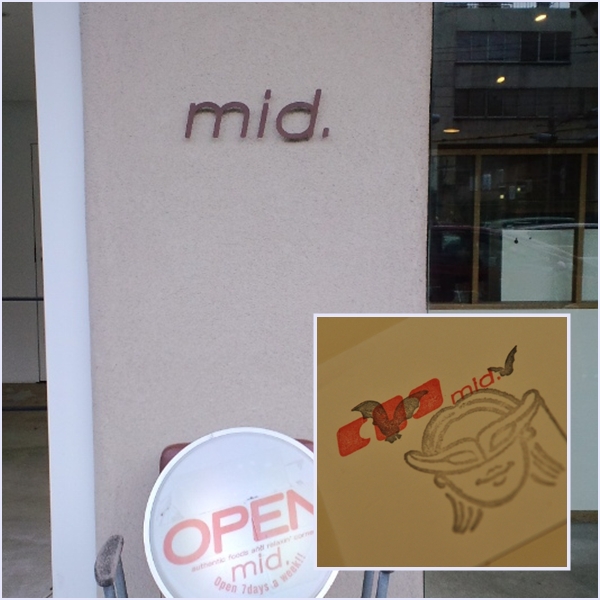 mid.
OPEN
authentic foods and relaxin' corner
mid.
Open 7days a week!!
mid.